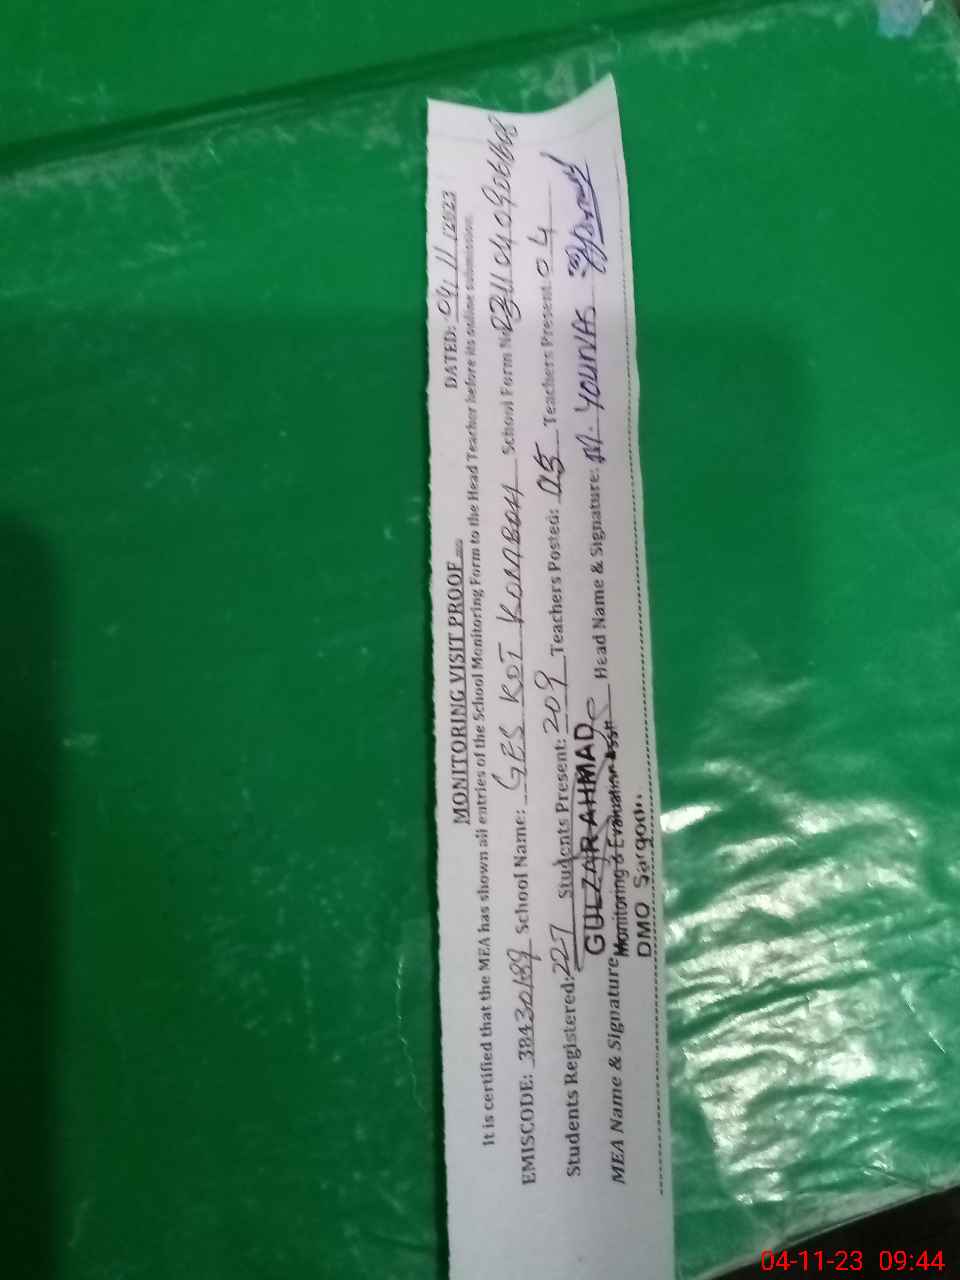 MONITORING VISIT PROOF
DATED: 04/11/2023
It is certified that the MEA has shown all entries of the School Monitoring Form to the Head Teacher before its online submission.
EMISCODE: 38430189 School Name: GES KOT KOMBOH School Form No
Students Registered: 227 Students Present: 209 Teachers Posted: 05 Teachers Present 04
MEA Name & Signature Head Name & Signature: M. YOUNAS
GULZAR AHMAD
Monitoring & Evaluation Asstt
DMO Sargodh
04-11-23 09:44